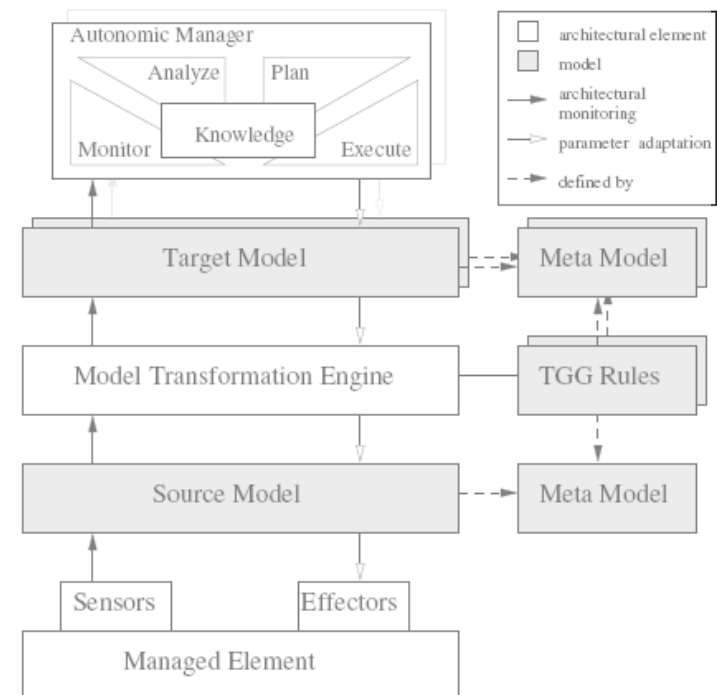 Autonomic Manager
Analyze
Plan
Knowledge
Monitor
Execute
architectural element
model
architectural
monitoring
parameter adaptation
defined by
Target Model
Meta Model
Model Transformation Engine
TGG Rules
Source Model
Meta Model
Sensors
Effectors
Managed Element